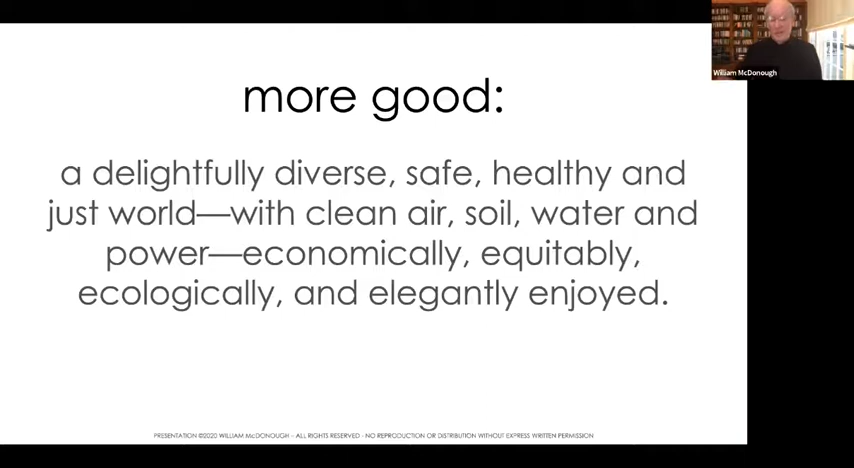 William McDonough
more good:
a delightfully diverse, safe, healthy and
just world—with clean air, soil, water and
power—economically, equitably,
ecologically, and elegantly enjoyed.
PRESENTATION ©2020 WILLIAM McDONOUGH – ALL RIGHTS RESERVED - NO REPRODUCTION OR DISTRIBUTION WITHOUT EXPRESS WRITTEN PERMISSION